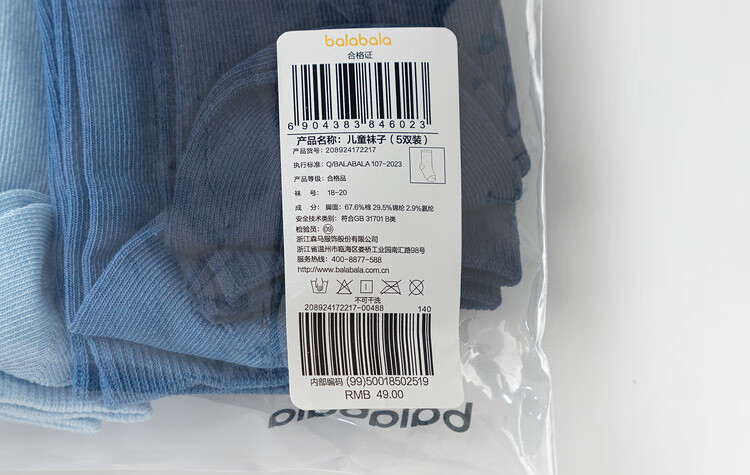 balabala
合格证
6904383846023
产品名称：儿童袜子（5双装）
产品货号：208924172217
执行标准：Q/BALABALA 107-2023
产品等级：合格品
袜 号：18-20
成 分：脚面：67.6%棉 29.5%锦纶 2.9%氨纶
安全技术类别：符合GB 31701 B类
检验员：09
浙江森马服饰股份有限公司
浙江省温州市瓯海区娄桥工业园南汇路98号
服务热线：400-8877-588
http://www.balabala.com.cn
不可干洗
208924172217-00488 140
内部编码 (99)50018502519
RMB 49.00
balabala